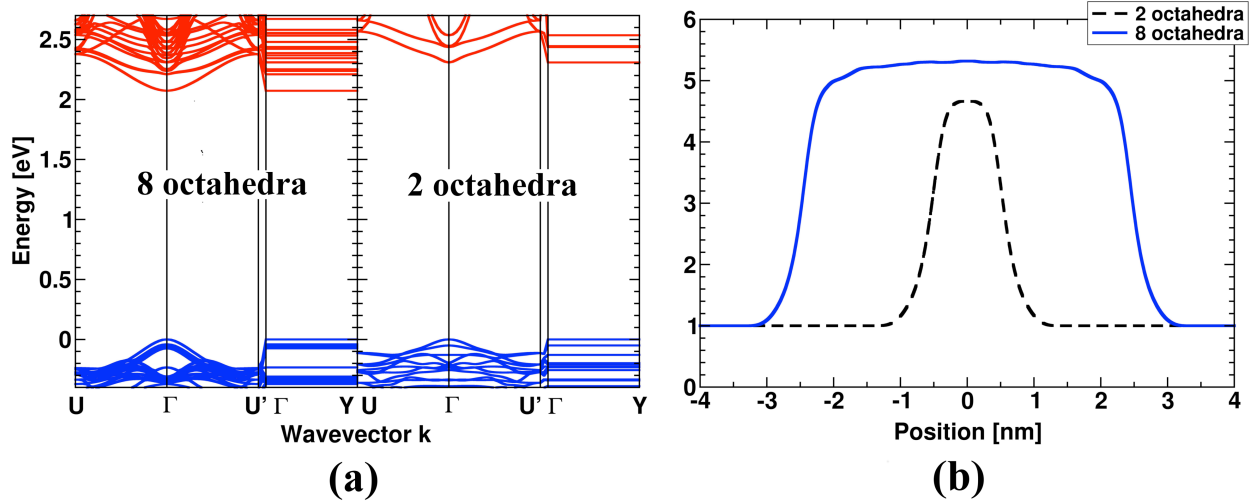 2.5
2
1.5
1
0.5
0
Energy [eV]
8 octahedra
2 octahedra
U Γ U' Γ Y U Γ U' Γ Y
Wavevector k
(a)
6
5
4
3
2
1
0
2 octahedra
8 octahedra
-4 -3 -2 -1 0 1 2 3 4
Position [nm]
(b)